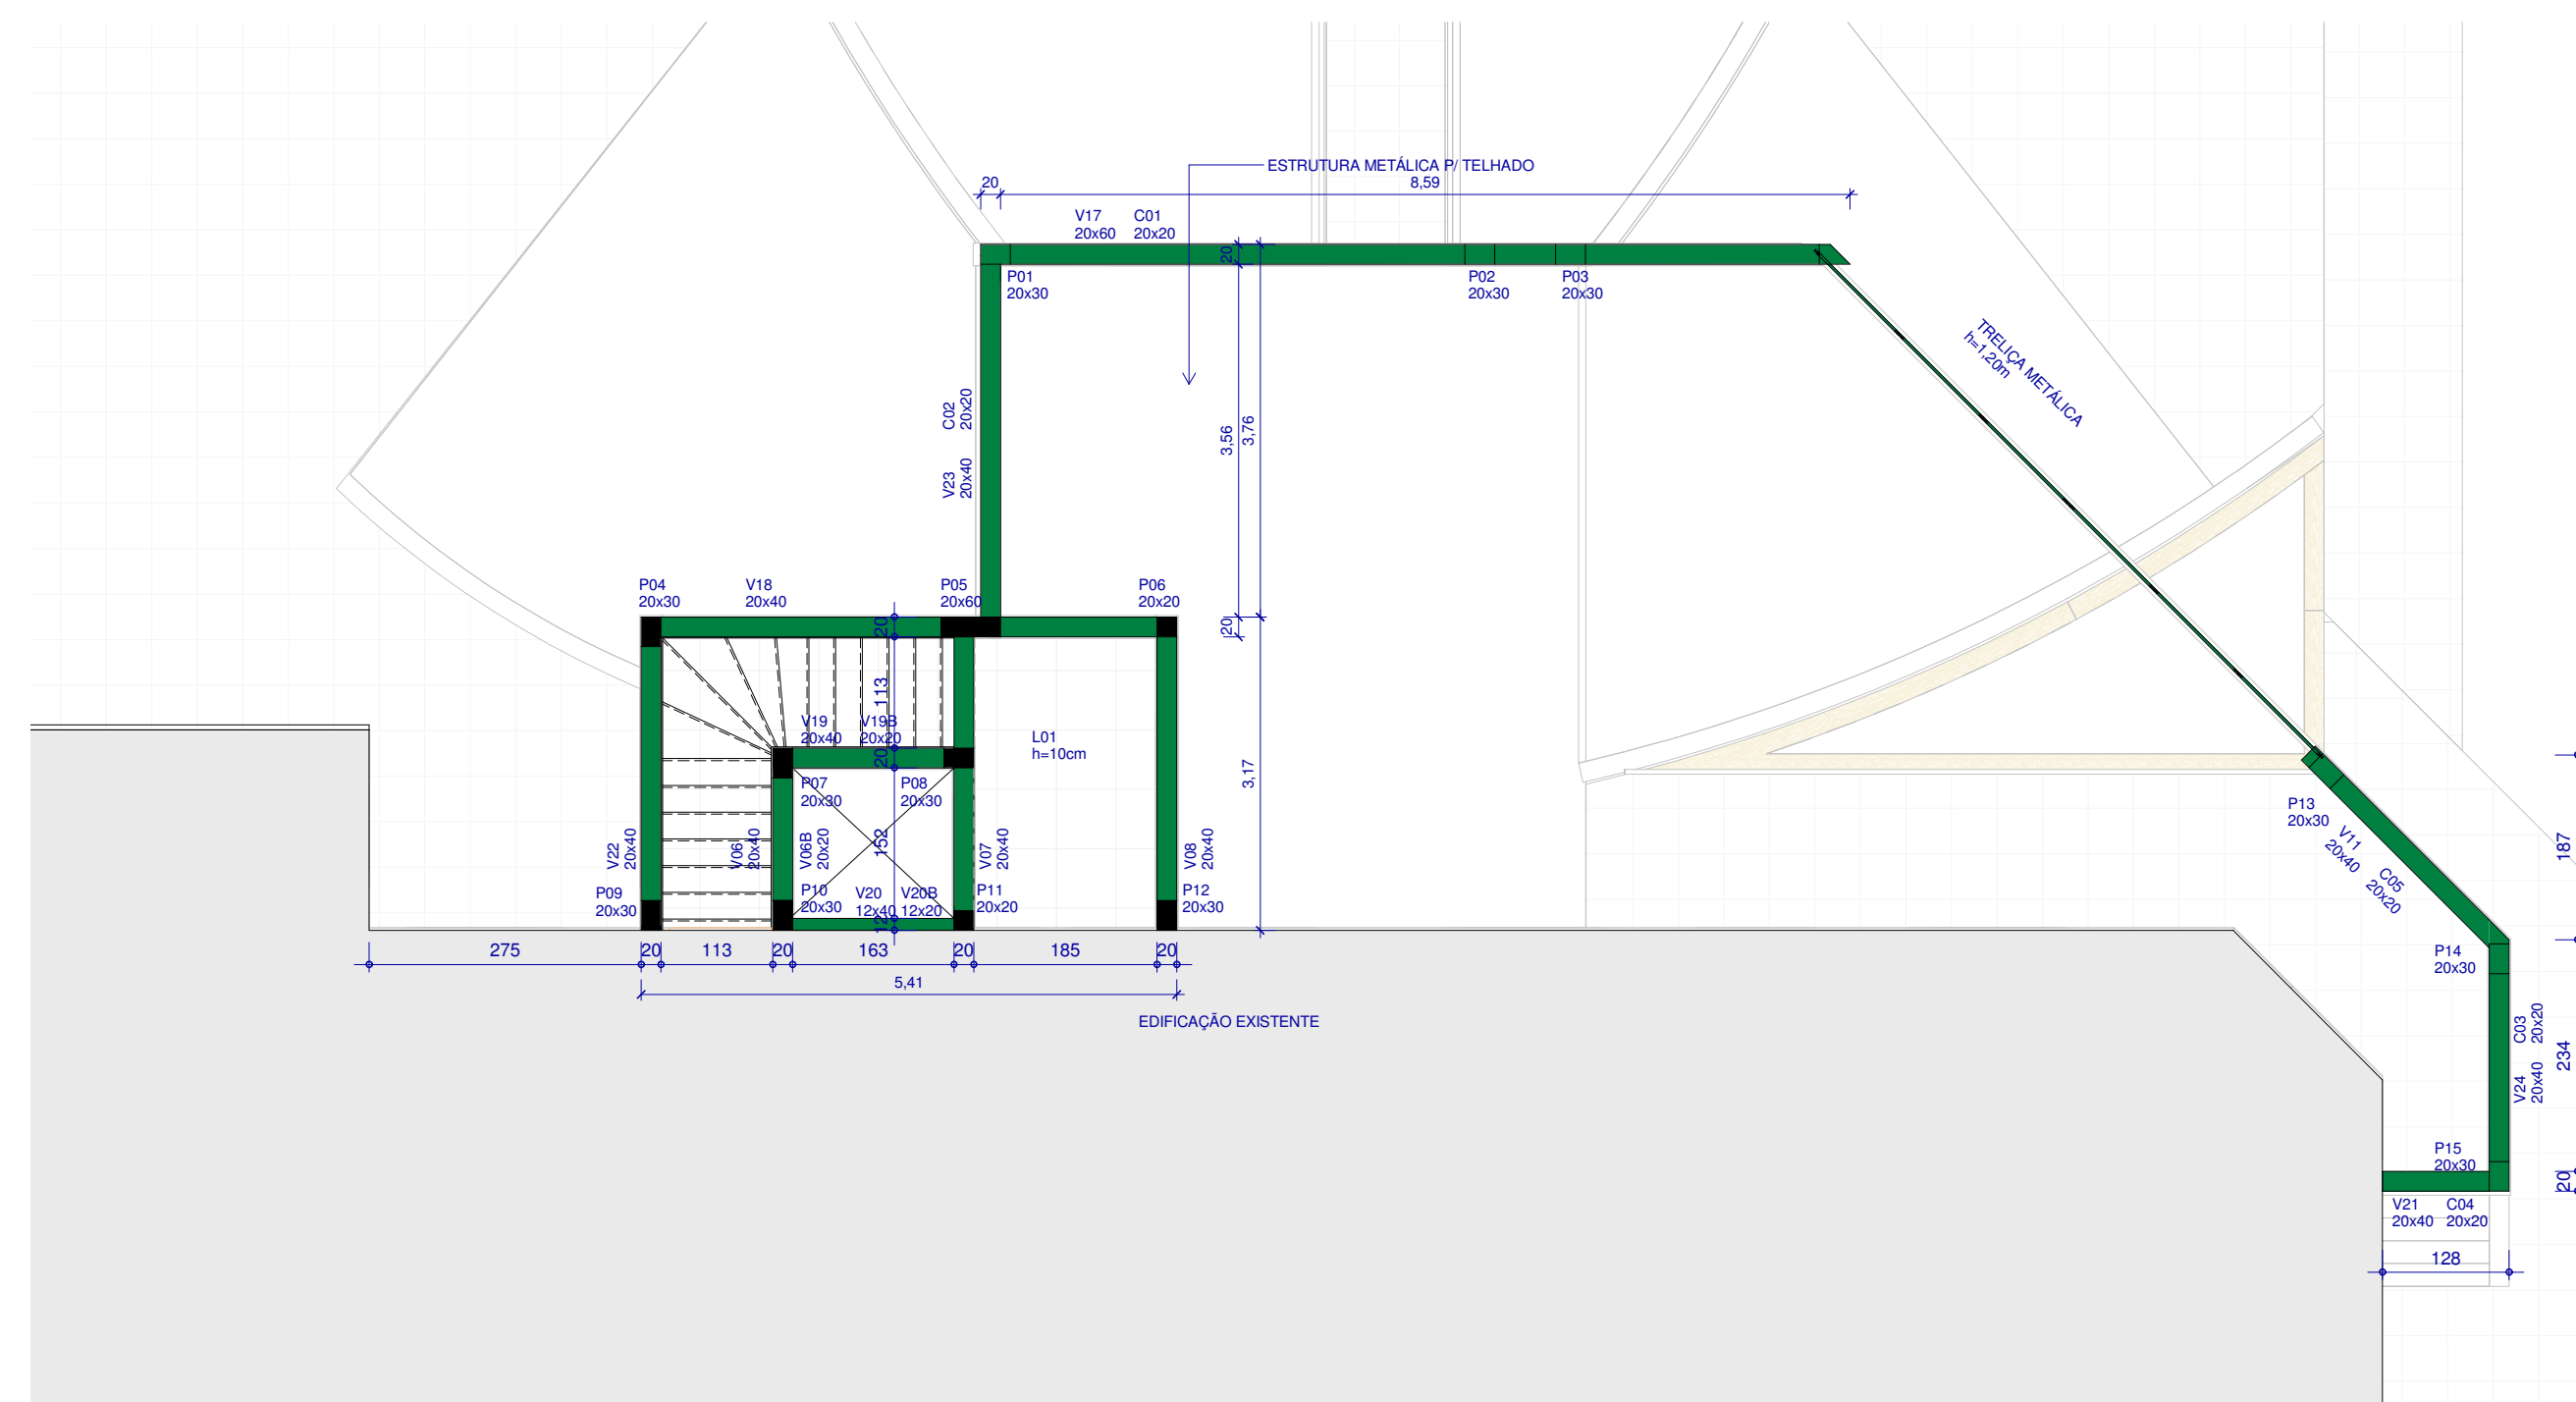 ESTRUTURA METÁLICA P/ TELHADO
20
8,59
V17 C01
20x60 20x20
20
P01
20x30
P02
20x30
P03
20x30
TRELIÇA METÁLICA
h=1,20m
C02
20x20
V23
20x40
3,56
3,76
P04
20x30
V18
20x40
P05
20x60
P06
20x20
20
20
113
V19 V19B
20x40 20x20
20
L01
h=10cm
3,17
P07
20x30
P08
20x30
152
V22
20x40
V06
20x40
V06B
20x20
V07
20x40
V08
20x40
P09
20x30
P10
20x30
V20 V20B
12x40 12x20
12
P11
20x20
P12
20x30
275
20
113
20
163
20
185
20
5,41
EDIFICAÇÃO EXISTENTE
P13
20x30
V11
20x40
C05
20x20
187
P14
20x30
C03
20x20
V24
20x40
234
P15
20x30
20
V21 C04
20x40 20x20
128